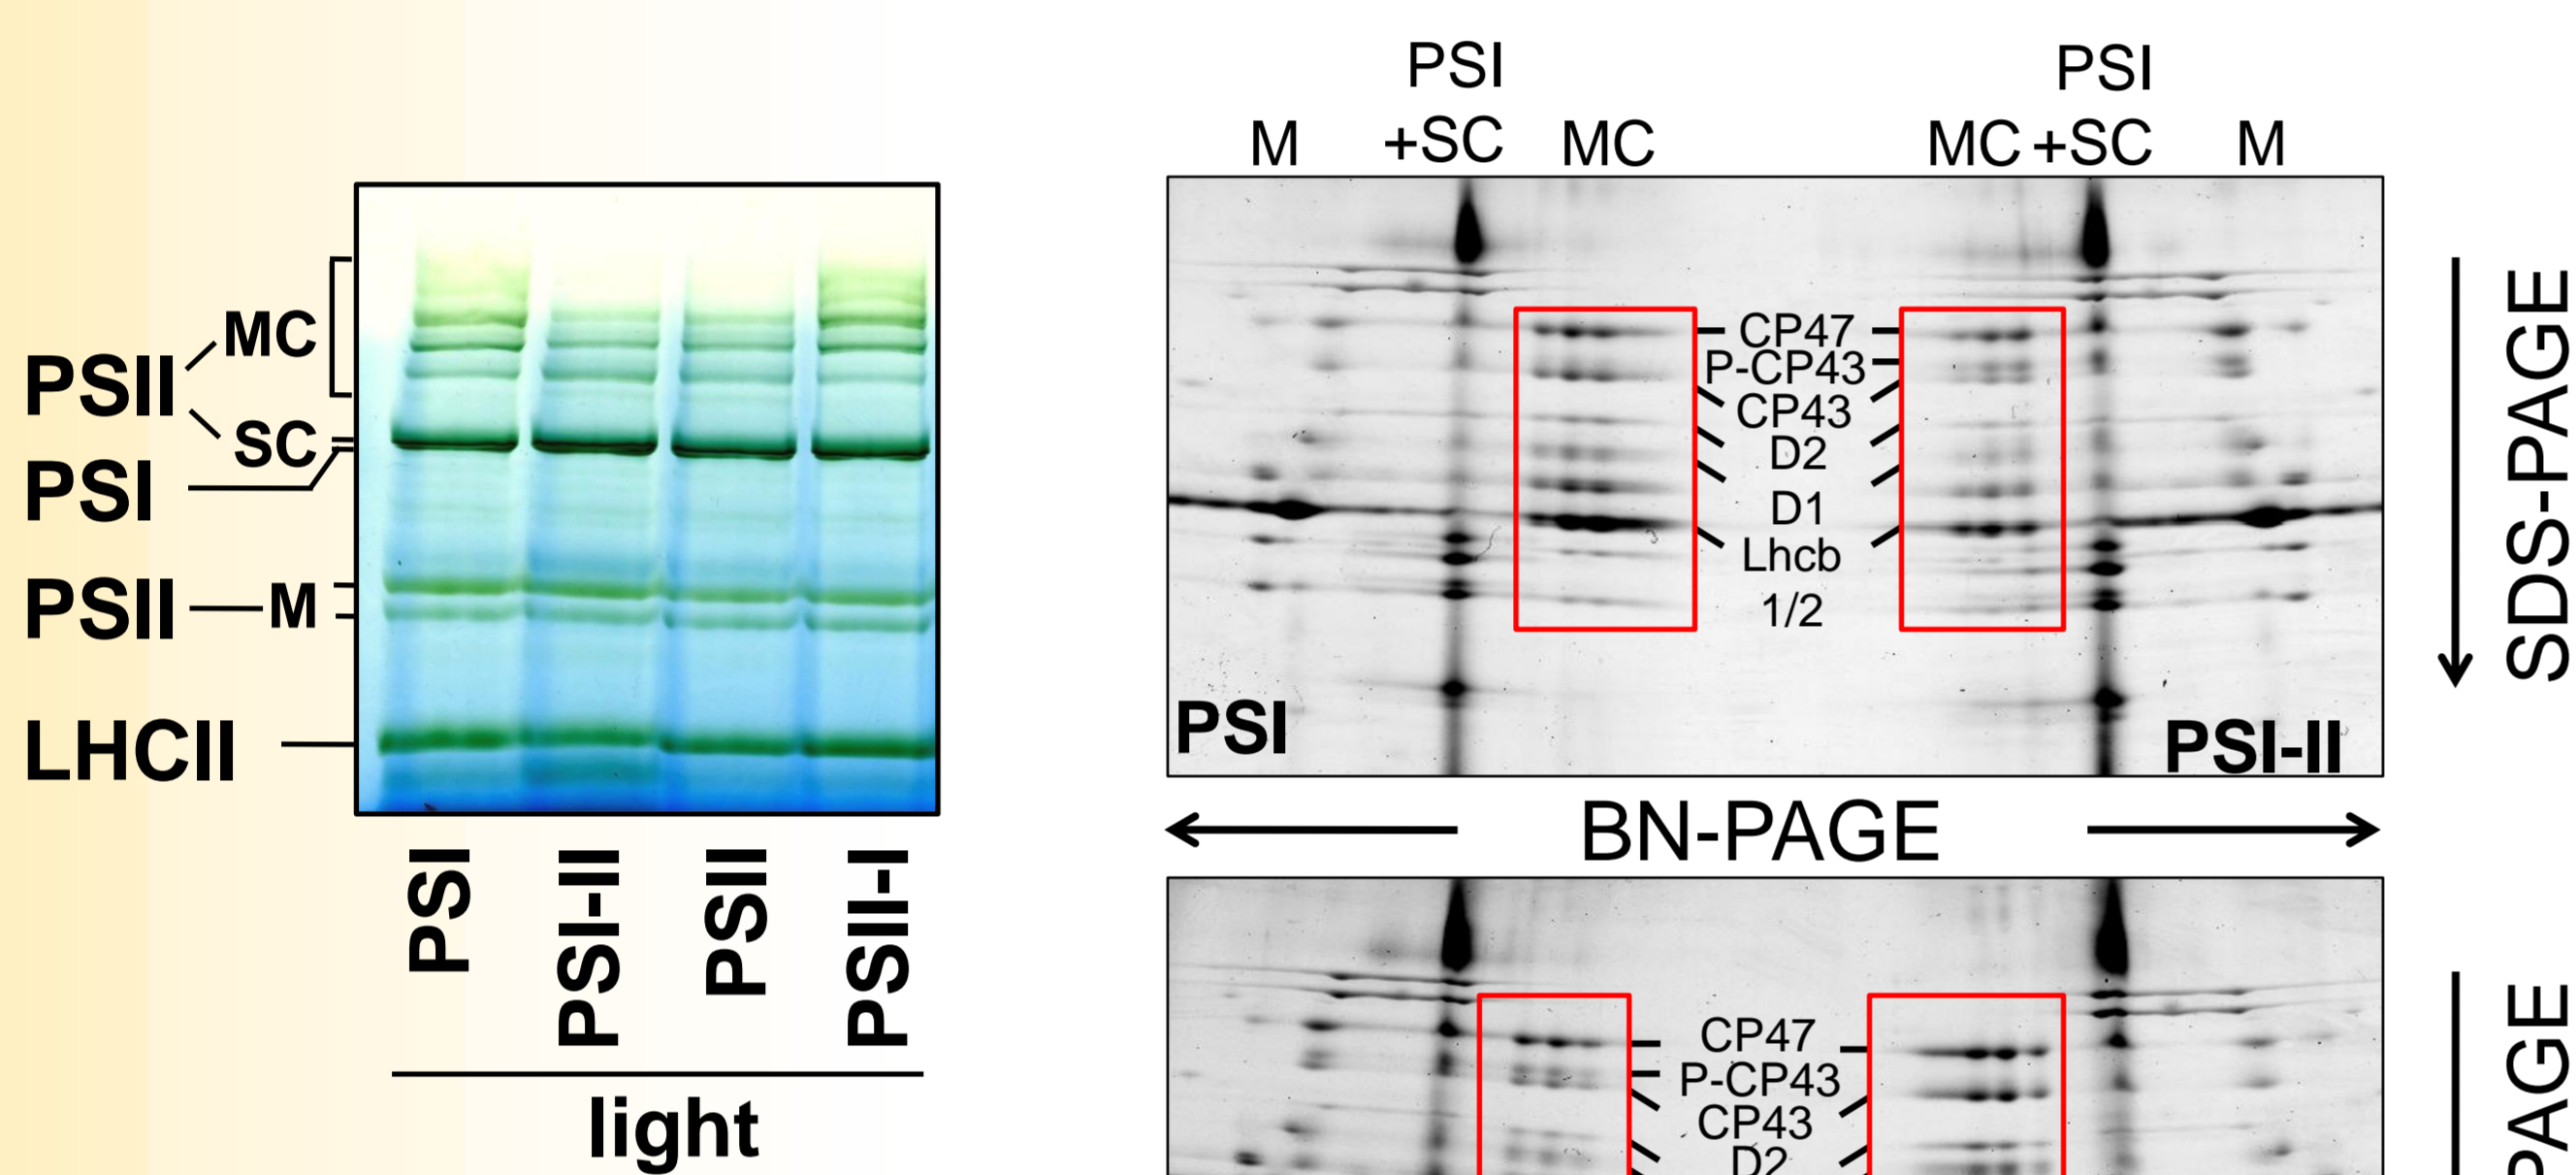 MC
PSII
SC
PSI
PSII
M
LHCII
PSI
PSI-II
PSII
PSII-I
light
PSI
PSI
M
+SC
MC
MC
+SC
M
CP47
P-CP43
CP43
D2
D1
Lhcb
1/2
PSI
PSI-II
SDS-PAGE
BN-PAGE
CP47
P-CP43
CP43
D2
PAGE